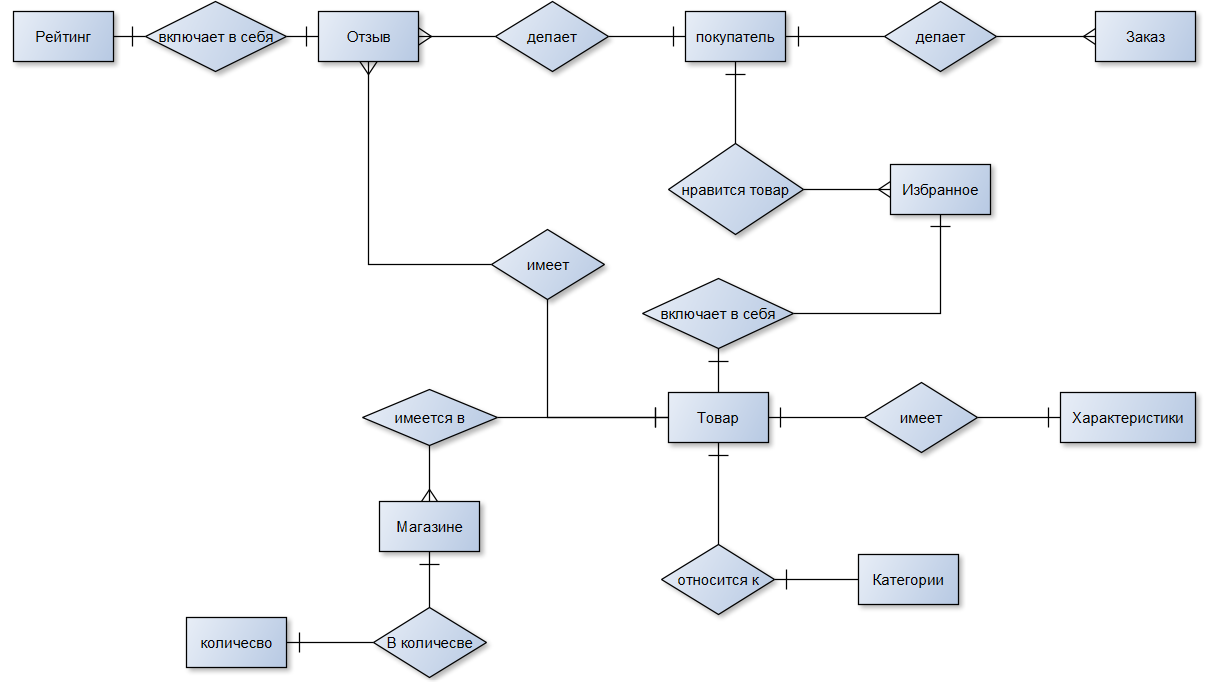 Рейтинг
включает в себя
Отзыв
делает
покупатель
делает
Заказ
нравится товар
Избранное
имеет
включает в себя
имеется в
Товар
имеет
Характеристики
Магазине
относится к
Категории
количесво
В количесве